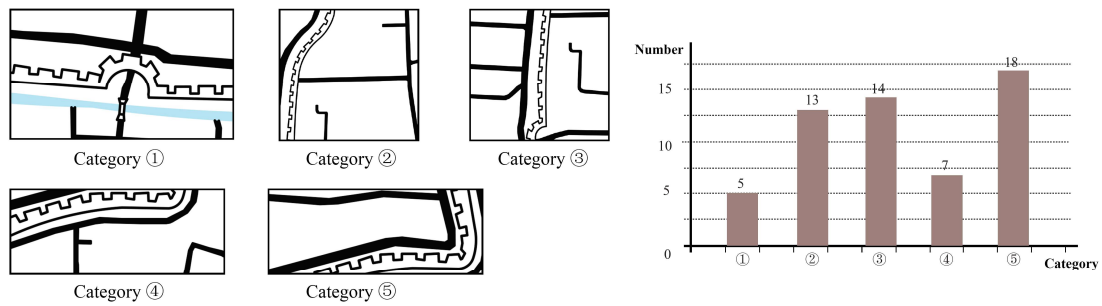 Category ①
Category ②
Category ③
Category ④
Category ⑤
Number
15
10
5
0
5
13
14
7
18
①
②
③
④
⑤
Category